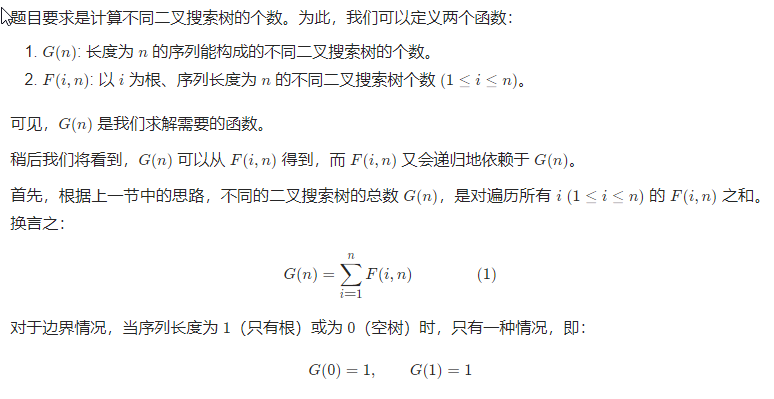 题目要求是计算不同二叉搜索树的个数。为此，我们可以定义两个函数：
1. G(n): 长度为 n 的序列能构成的不同二叉搜索树的个数。
2. F(i, n): 以 i 为根、序列长度为 n 的不同二叉搜索树个数 (1 ≤ i ≤ n)。
可见，G(n) 是我们求解需要的函数。
稍后我们将看到，G(n) 可以从 F(i, n) 得到，而 F(i, n) 又会递归地依赖于 G(n)。
首先，根据上一节中的思路，不同的二叉搜索树的总数 G(n)，是对遍历所有 i (1 ≤ i ≤ n) 的 F(i, n) 之和。
换言之：
G(n) = ∑_{i=1}^{n} F(i, n) (1)
对于边界情况，当序列长度为 1（只有根）或为 0（空树）时，只有一种情况，即：
G(0) = 1, G(1) = 1